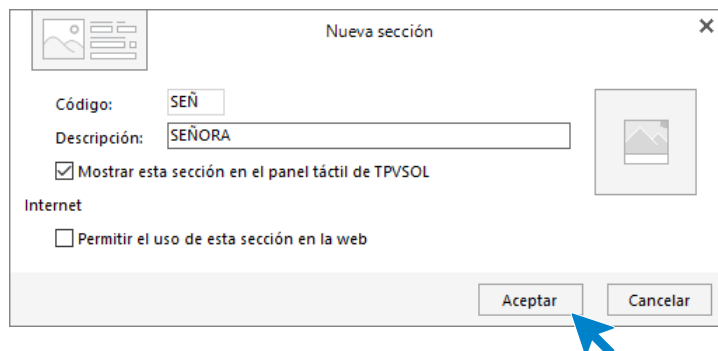 Nueva sección
Código: SEÑ
Descripción: SEÑORA
Mostrar esta sección en el panel táctil de TPVSOL
Internet
Permitir el uso de esta sección en la web
Aceptar Cancelar